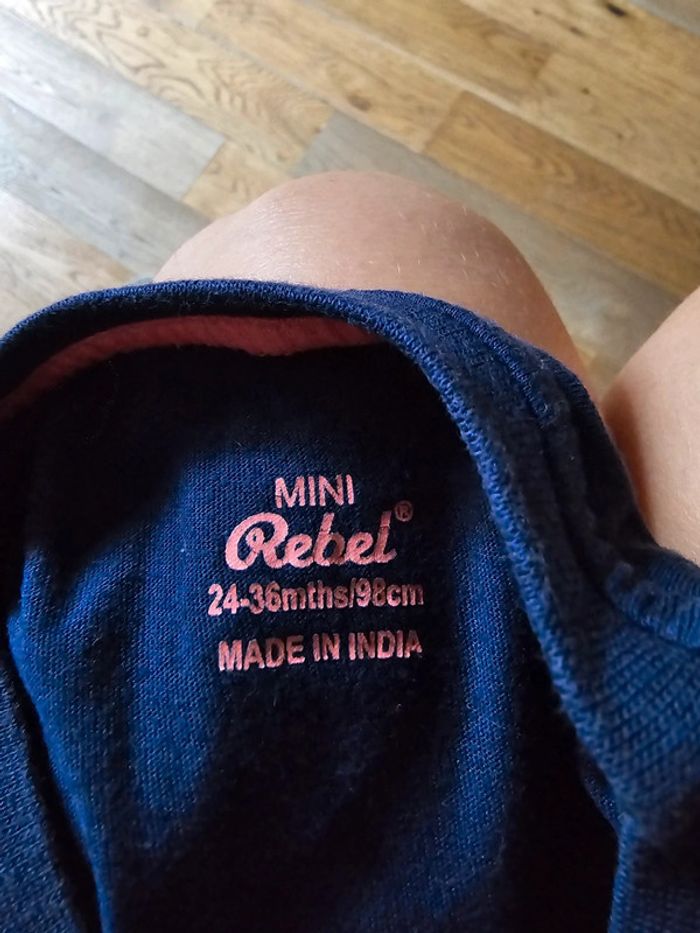 MINI
Rebel®
24-36mths/98cm
MADE IN INDIA